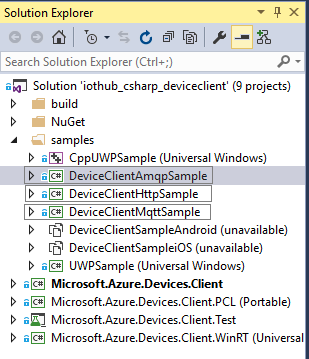 Solution Explorer
Search Solution Explorer (Ctrl+;)
Solution 'iothub_csharp_deviceclient' (9 projects)
build
NuGet
samples
CppUWPSample (Universal Windows)
C# DeviceClientAmqpSample
C# DeviceClientHttpSample
C# DeviceClientMqttSample
DeviceClientSampleAndroid (unavailable)
DeviceClientSampleiOS (unavailable)
C# UWPSample (Universal Windows)
C# Microsoft.Azure.Devices.Client
C# Microsoft.Azure.Devices.Client.PCL (Portable)
Microsoft.Azure.Devices.Client.Test
C# Microsoft.Azure.Devices.Client.WinRT (Universal